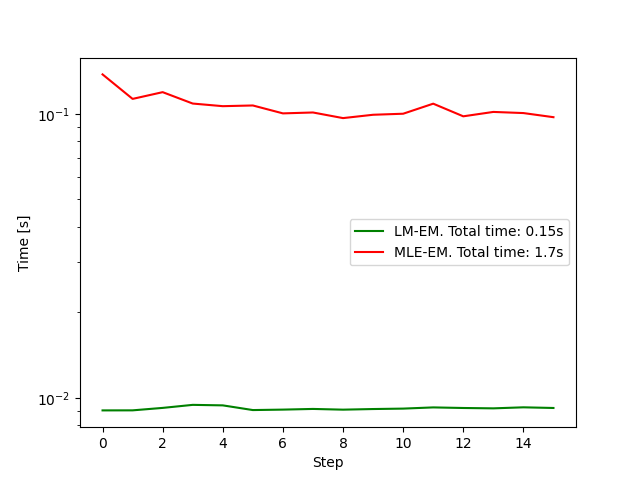 Time [s]
10⁻¹
10⁻²
LM-EM. Total time: 0.15s
MLE-EM. Total time: 1.7s
0 2 4 6 8 10 12 14
Step